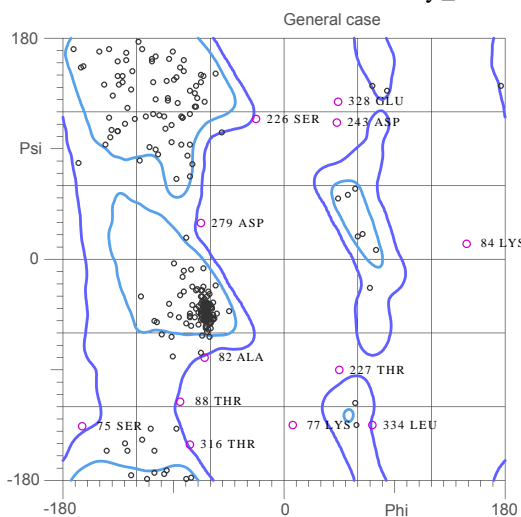 General case
180
328 GLU
226 SER
243 ASP
Psi
279 ASP
84 LYS
0
82 ALA
227 THR
88 THR
75 SER
77 LYS
334 LEU
316 THR
-180
-180
0
Phi
180